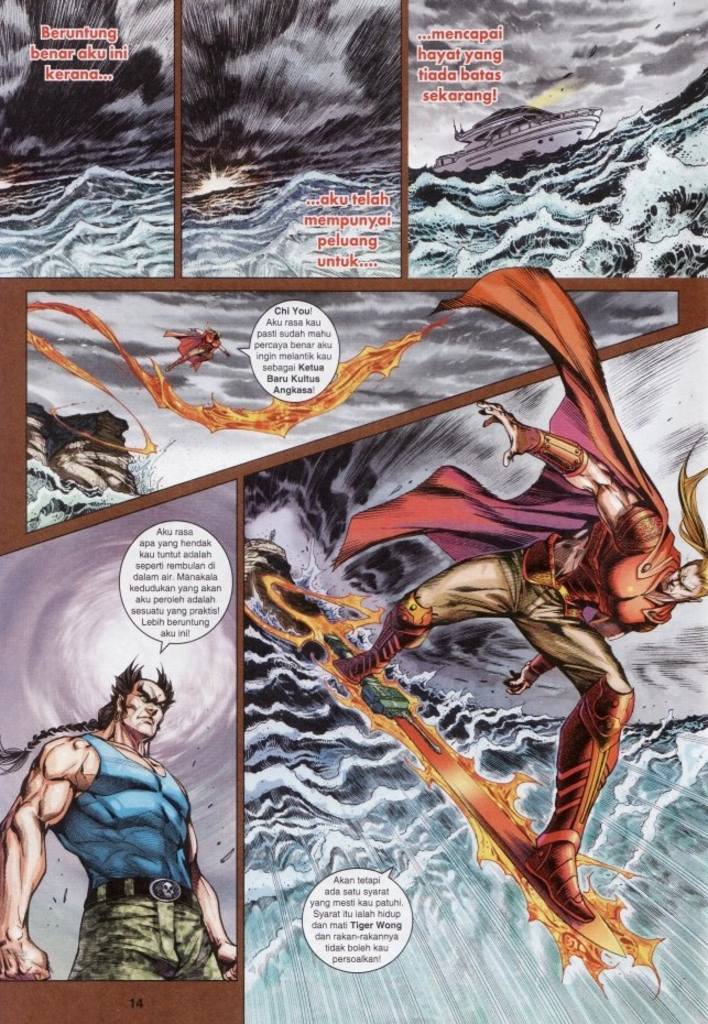 Beruntung
benar aku ini
kerana...
...aku telah
mempunyai
peluang
untuk....
...mencapai
hayat yang
tiada batas
sekarang!
Chi You!
Aku rasa kau
pasti sudah mahu
percaya benar aku
ingin melantik kau
sebagai Ketua
Baru Kultus
Angkasa!
Aku rasa
apa yang hendak
kau tuntut adalah
seperti rembulan di
dalam air. Manakala
kedudukan yang akan
aku peroleh adalah
sesuatu yang praktis!
Lebih beruntung
aku ini!
Akan tetapi
ada satu syarat
yang mesti kau patuhi.
Syarat itu ialah hidup
dan mati Tiger Wong
dan rakan-rakannya
tidak boleh kau
persoalkan!
14